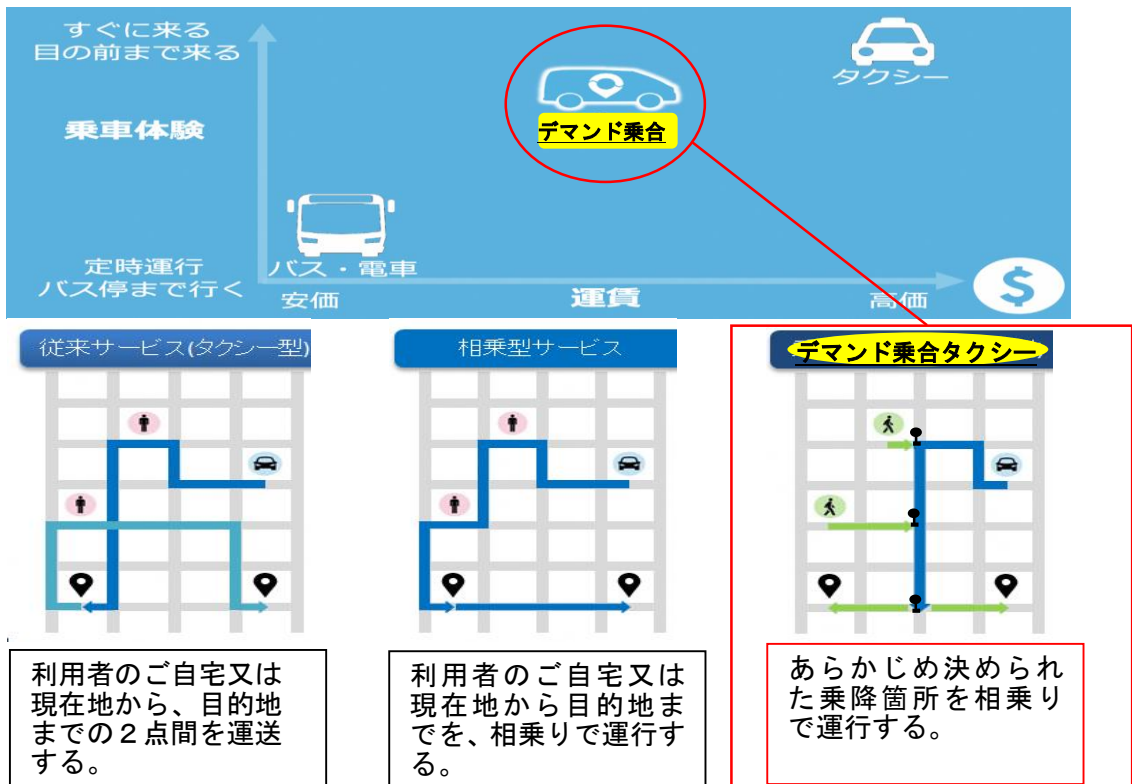 すぐに来る
目の前まで来る
タクシー
乗車体験
デマンド乗合
定時運行
バス停まで行く
バス・電車
安価
運賃
高価
$
従来サービス(タクシー型)
相乗型サービス
デマンド乗合タクシー
利用者のご自宅又は
現在地から、目的地
までの2点間を運送
する。
利用者のご自宅又は
現在地から目的地ま
でを、相乗りで運行す
る。
あらかじめ決められ
た乗降箇所を相乗り
で運行する。